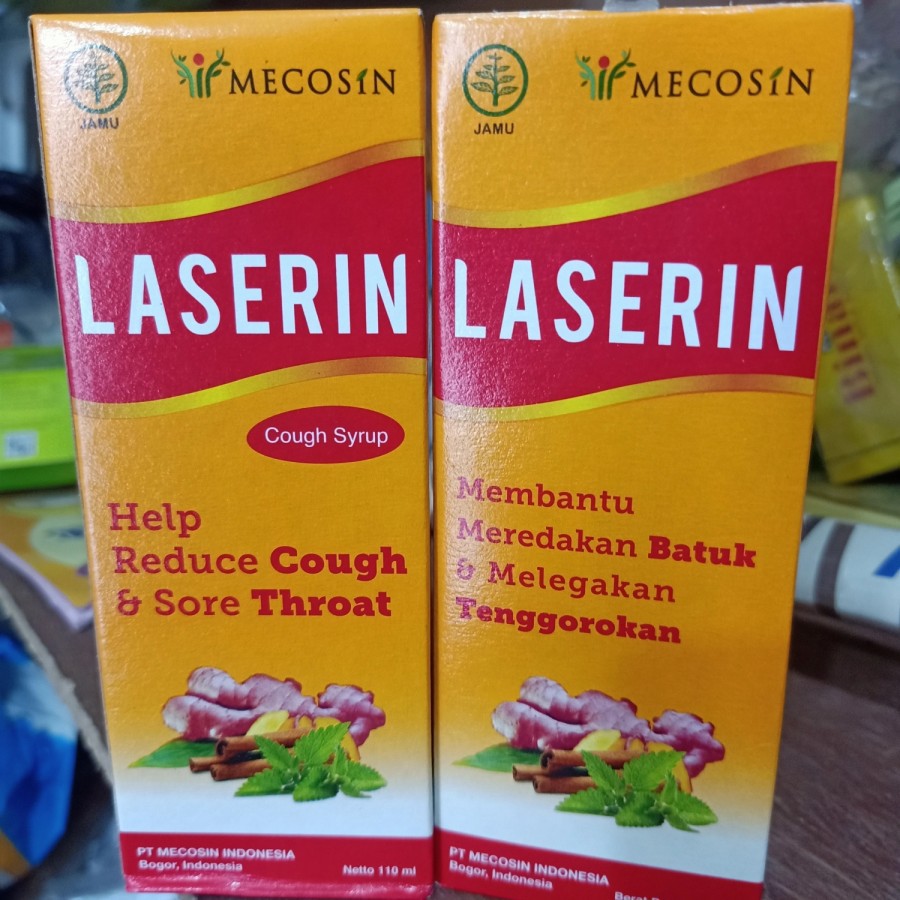 JAMU
MECOSIN
LASERIN
Cough Syrup
Help
Reduce Cough
& Sore Throat
PT MECOSIN INDONESIA
Bogor, Indonesia
Netto 110 ml
JAMU
MECOSIN
LASERIN
Membantu
Meredakan Batuk
& Melegakan
Tenggorokan
PT MECOSIN INDONESIA
Bogor, Indonesia
Berat